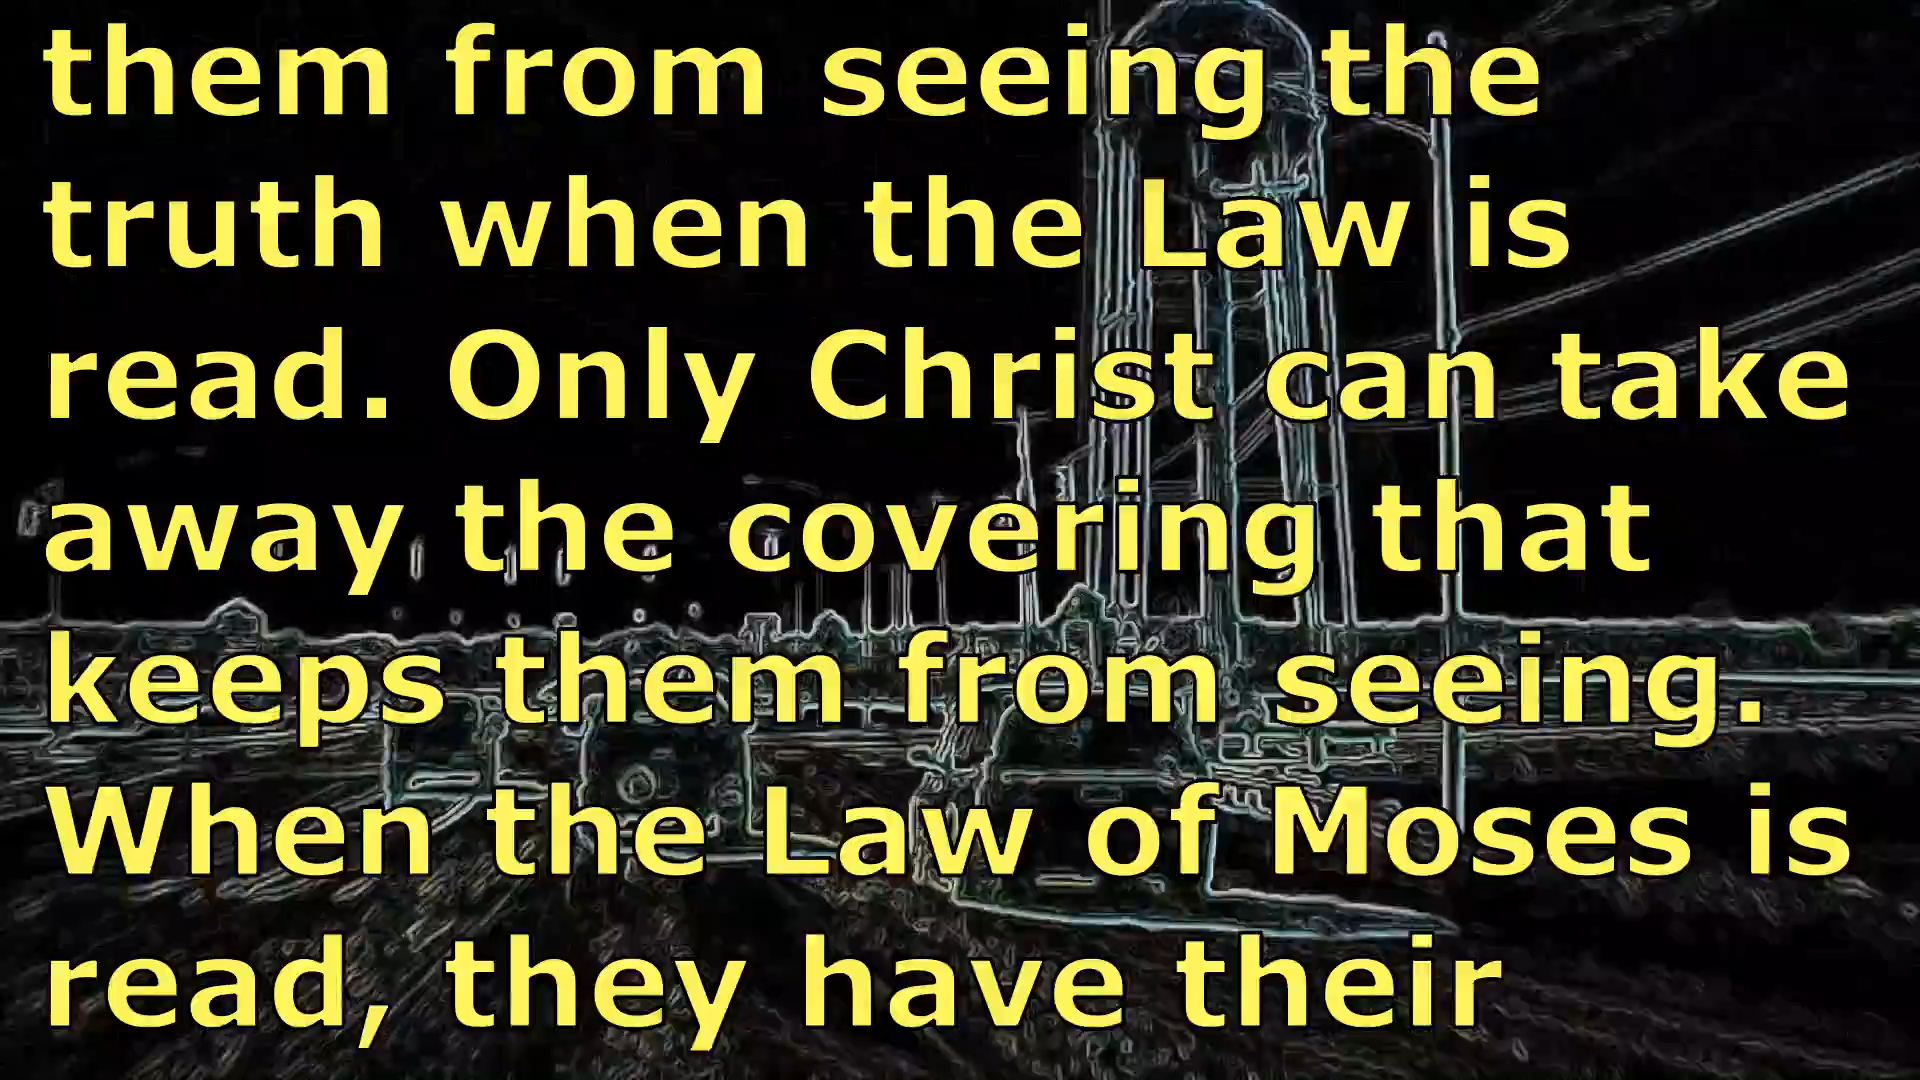 them from seeing the
truth when the Law is
read. Only Christ can take
away the covering that
keeps them from seeing.
When the Law of Moses is
read, they have their